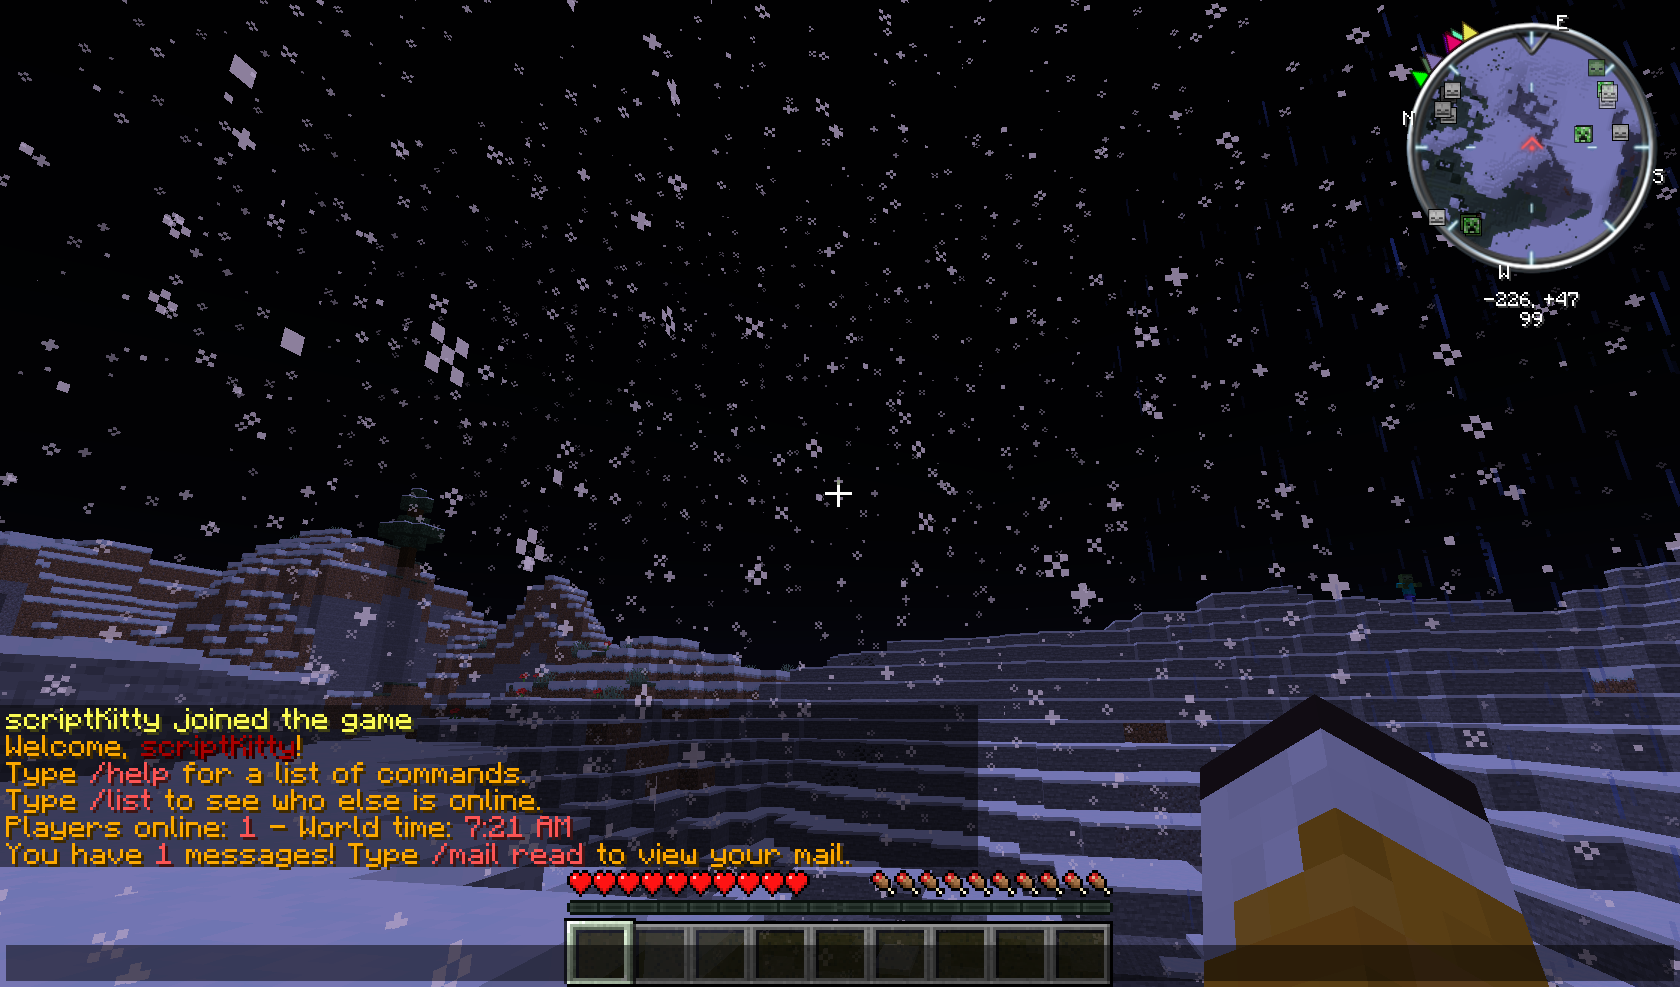 E
N
S
W
-226, +47
99
scriptKitty joined the game
Welcome, scriptKitty!
Type /help for a list of commands.
Type /list to see who else is online.
Players online: 1 - World time: 7:21 AM
You have 1 messages! Type /mail read to view your mail.